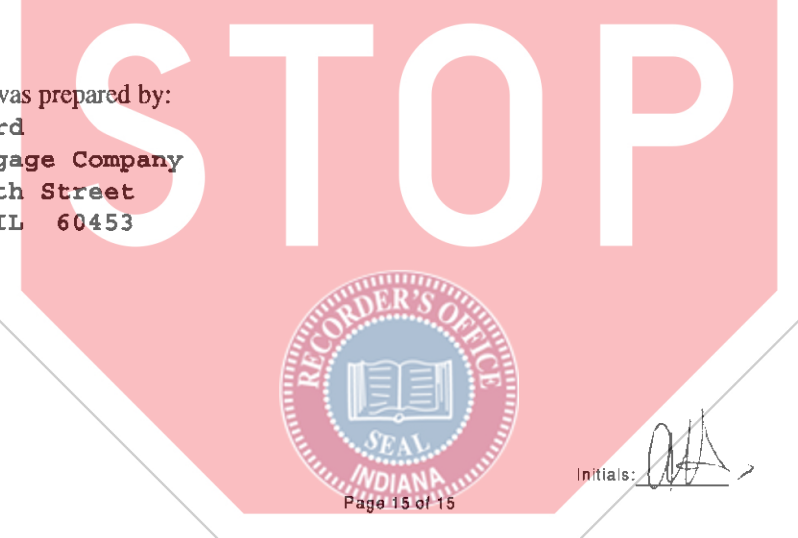 STOP
was prepared by:
rd
gage Company
th Street
IL 60453
RECORDER'S OFFICE
SEAL
INDIANA
Initials:
Page 15 of 15